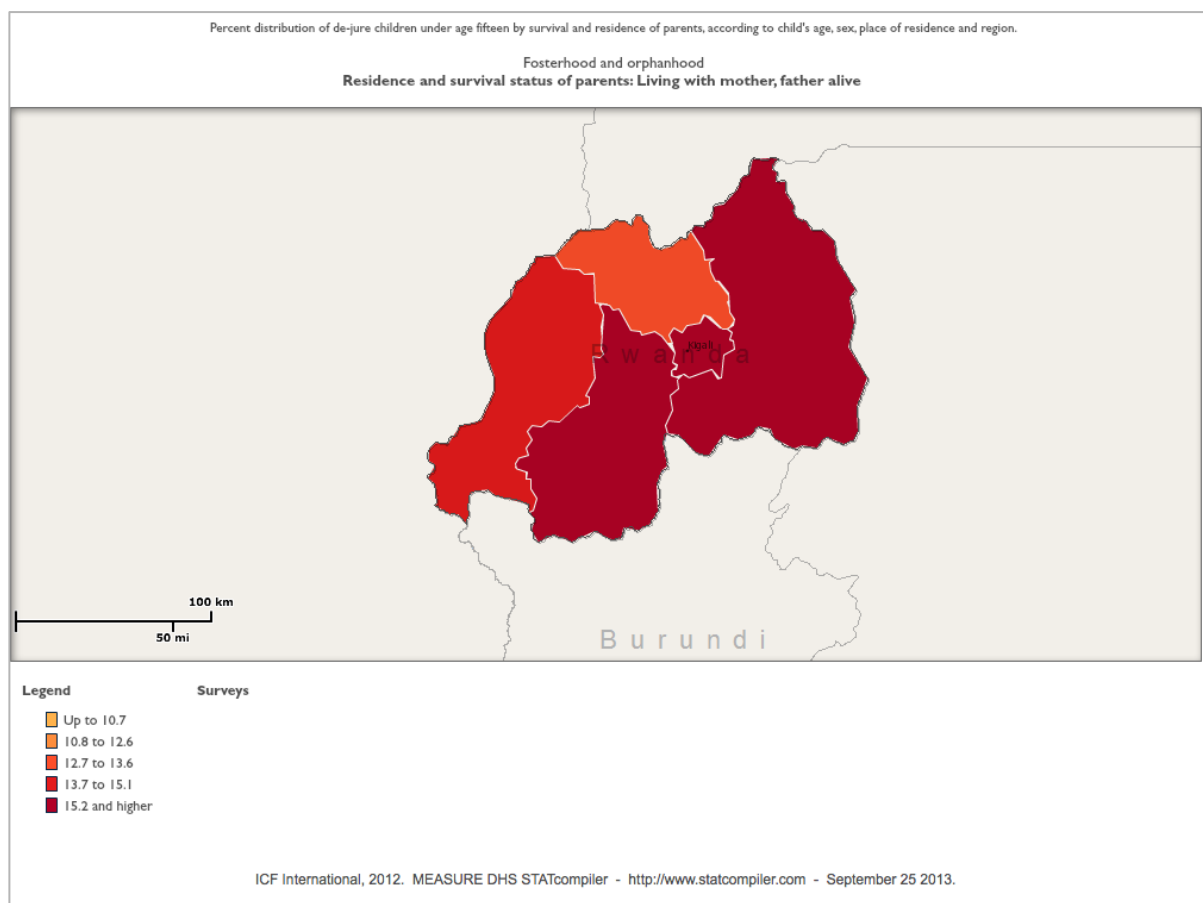 Percent distribution of de-jure children under age fifteen by survival and residence of parents, according to child's age, sex, place of residence and region.
Fosterhood and orphanhood
Residence and survival status of parents: Living with mother, father alive
Kigali
Rwanda
100 km
50 mi
Burundi
Legend
Surveys
Up to 10.7
10.8 to 12.6
12.7 to 13.6
13.7 to 15.1
15.2 and higher
ICF International, 2012. MEASURE DHS STATcompiler - http://www.statcompiler.com - September 25 2013.